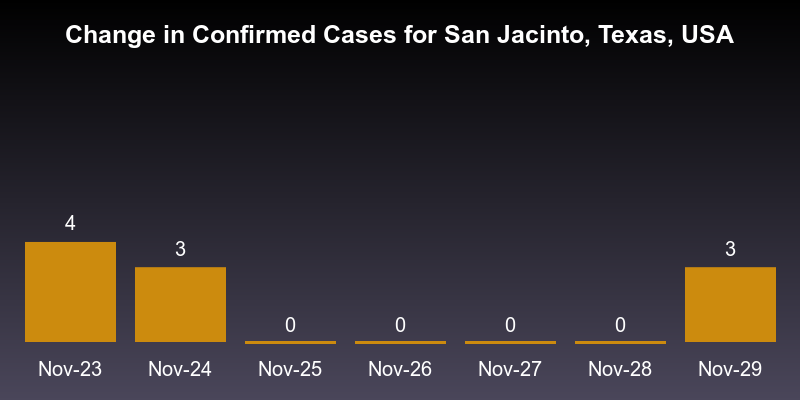 Change in Confirmed Cases for San Jacinto, Texas, USA
4
3
0
0
0
0
3
Nov-23
Nov-24
Nov-25
Nov-26
Nov-27
Nov-28
Nov-29